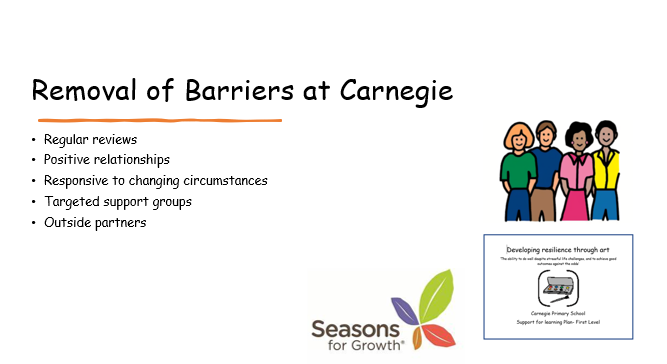 Removal of Barriers at Carnegie
• Regular reviews
• Positive relationships
• Responsive to changing circumstances
• Targeted support groups
• Outside partners
Seasons
for Growth®
Developing resilience through art
The ability to do well despite stressful life challenges, and to achieve good
outcomes against the odds
Carnegie Primary School
Support for learning Plan- First Level